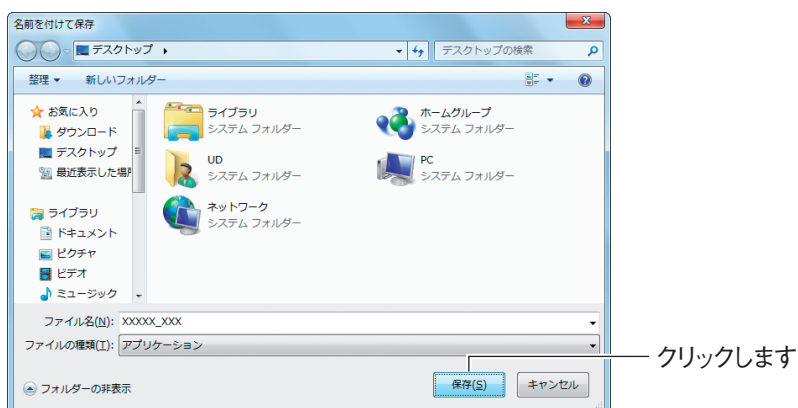 名前を付けて保存
デスクトップ
デスクトップの検索
整理 新しいフォルダー
お気に入り
ダウンロード
デスクトップ
最近表示した場所
ライブラリ
ドキュメント
ピクチャ
ビデオ
ミュージック
ライブラリ
システム フォルダー
ホームグループ
システム フォルダー
UD
システム フォルダー
PC
システム フォルダー
ネットワーク
システム フォルダー
ファイル名(N): XXXXX_XXX
ファイルの種類(T): アプリケーション
クリックします
フォルダーの非表示
保存(S) キャンセル